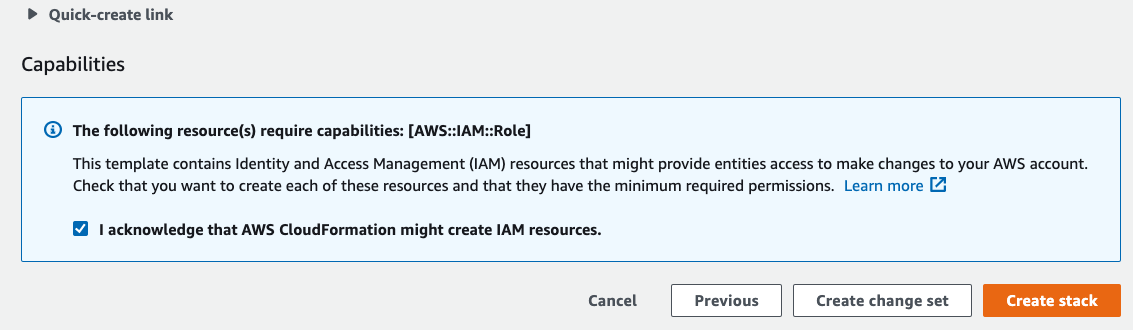 Quick-create link
Capabilities
The following resource(s) require capabilities: [AWS::IAM::Role]
This template contains Identity and Access Management (IAM) resources that might provide entities access to make changes to your AWS account.
Check that you want to create each of these resources and that they have the minimum required permissions. Learn more
I acknowledge that AWS CloudFormation might create IAM resources.
Cancel Previous Create change set Create stack